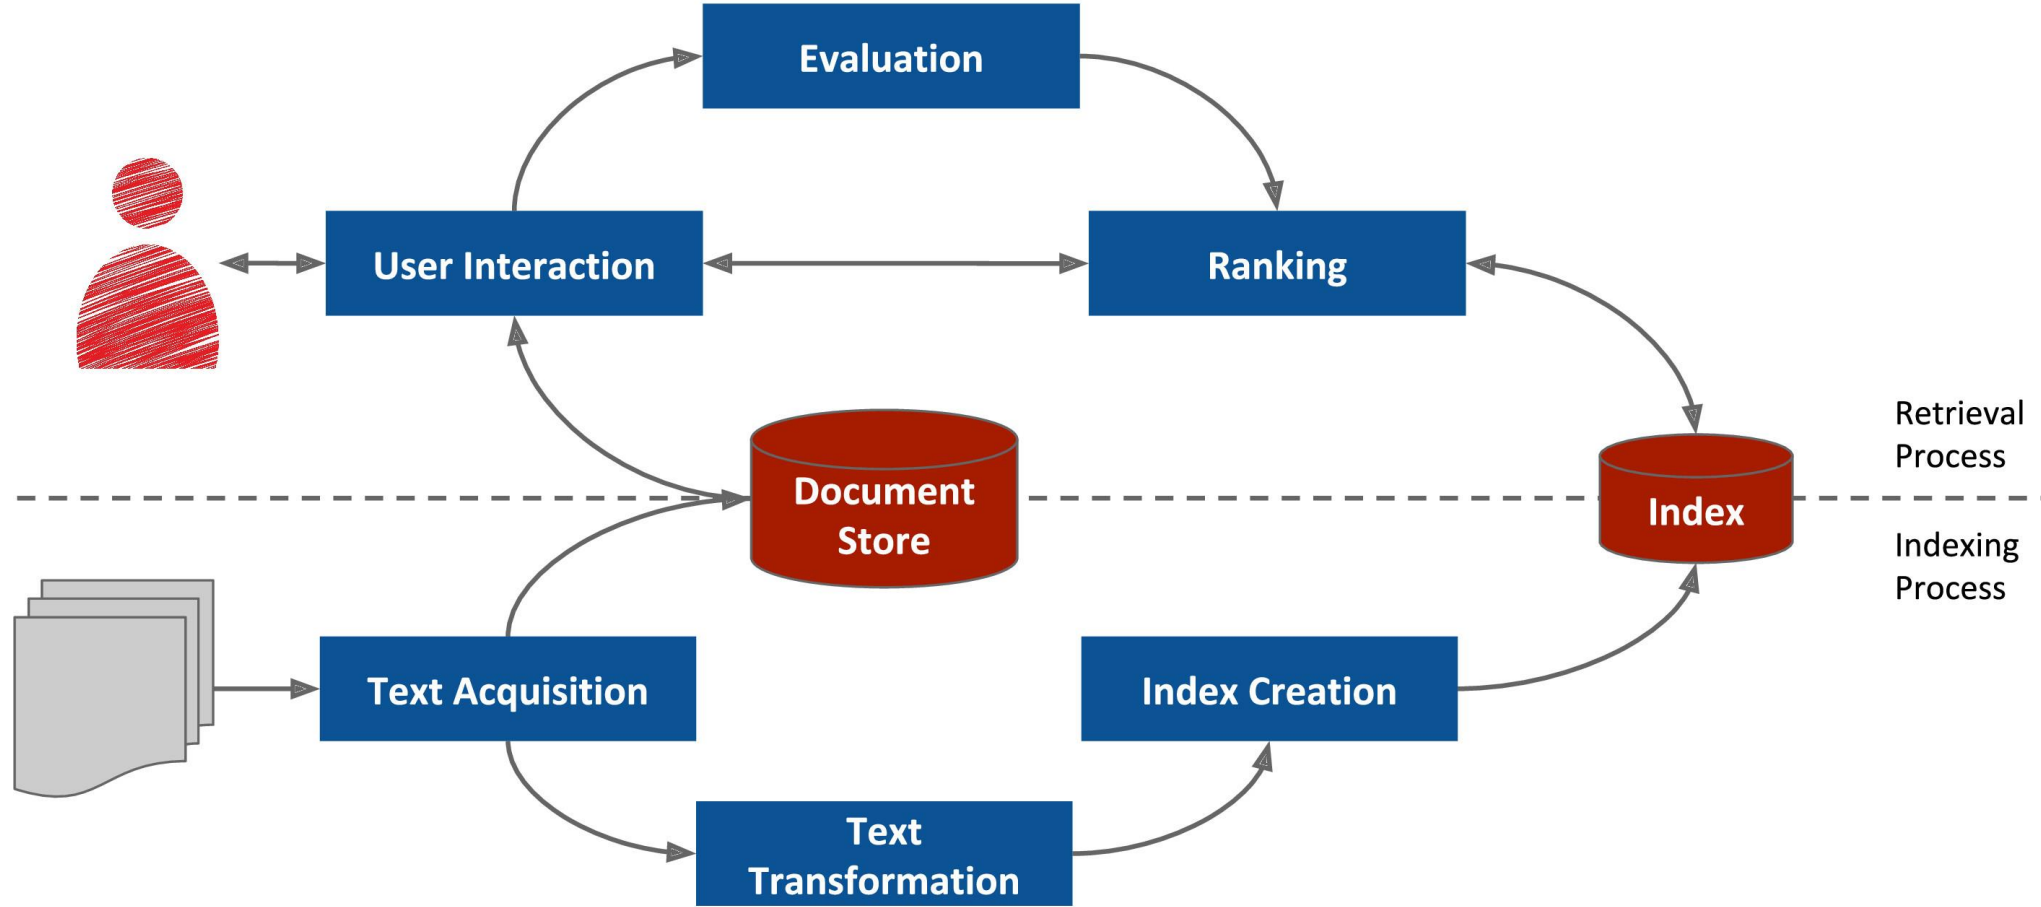 Evaluation
User Interaction
Ranking
Retrieval
Process
Document
Store
Index
Indexing
Process
Text Acquisition
Index Creation
Text
Transformation